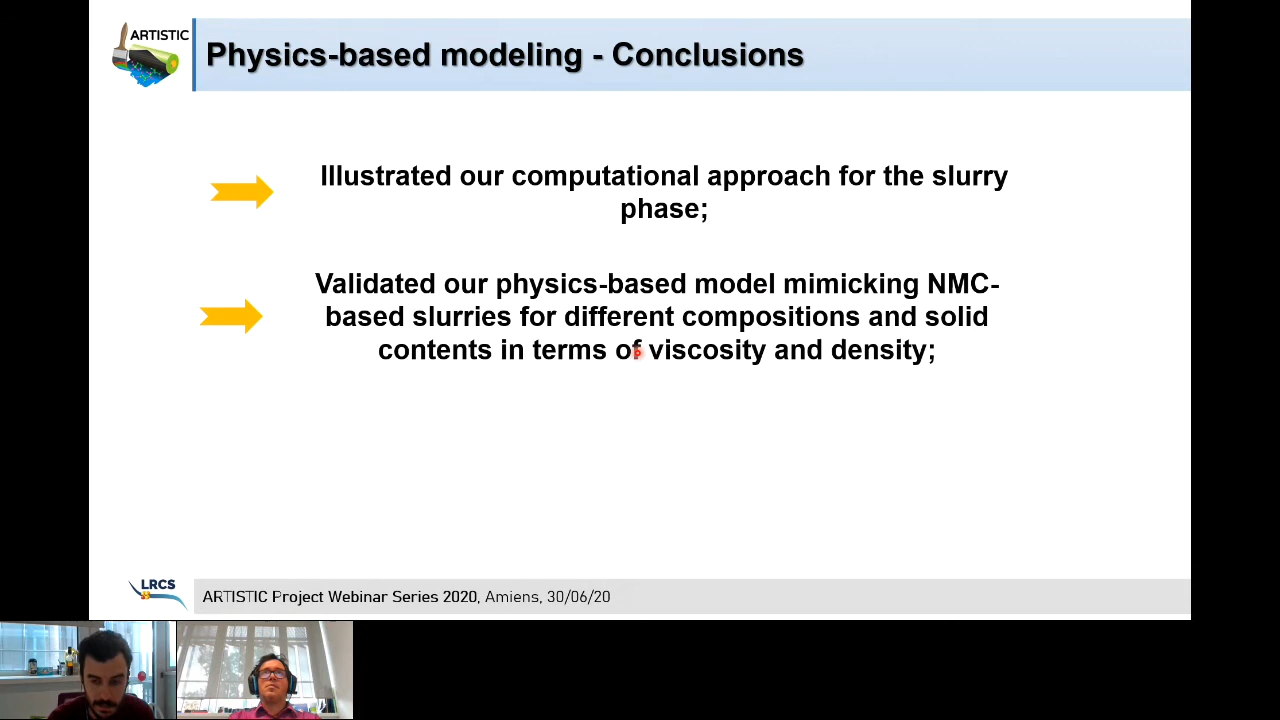 ARTISTIC
Physics-based modeling - Conclusions
Illustrated our computational approach for the slurry
phase;
Validated our physics-based model mimicking NMC-
based slurries for different compositions and solid
contents in terms of viscosity and density;
LRCS
ARTISTIC Project Webinar Series 2020, Amiens, 30/06/20